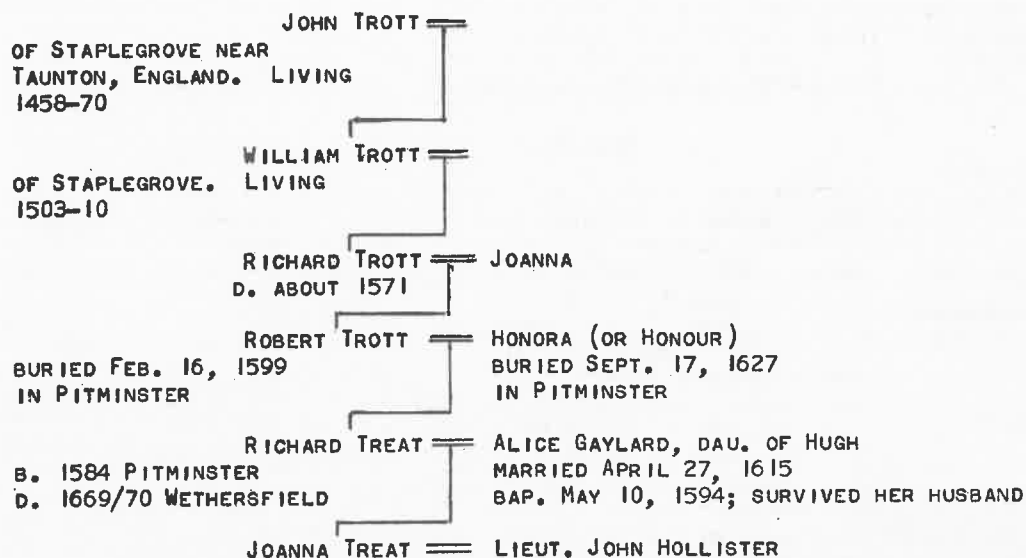 JOHN TROTT
OF STAPLEGROVE NEAR
TAUNTON, ENGLAND. LIVING
1458-70
WILLIAM TROTT
OF STAPLEGROVE. LIVING
1503-10
RICHARD TROTT JOANNA
D. ABOUT 1571
ROBERT TROTT HONORA (OR HONOUR)
BURIED FEB. 16, 1599 BURIED SEPT. 17, 1627
IN PITMINSTER IN PITMINSTER
RICHARD TREAT ALICE GAYLARD, DAU. OF HUGH
B. 1584 PITMINSTER MARRIED APRIL 27, 1615
D. 1669/70 WETHERSFIELD BAP. MAY 10, 1594; SURVIVED HER HUSBAND
JOANNA TREAT LIEUT. JOHN HOLLISTER